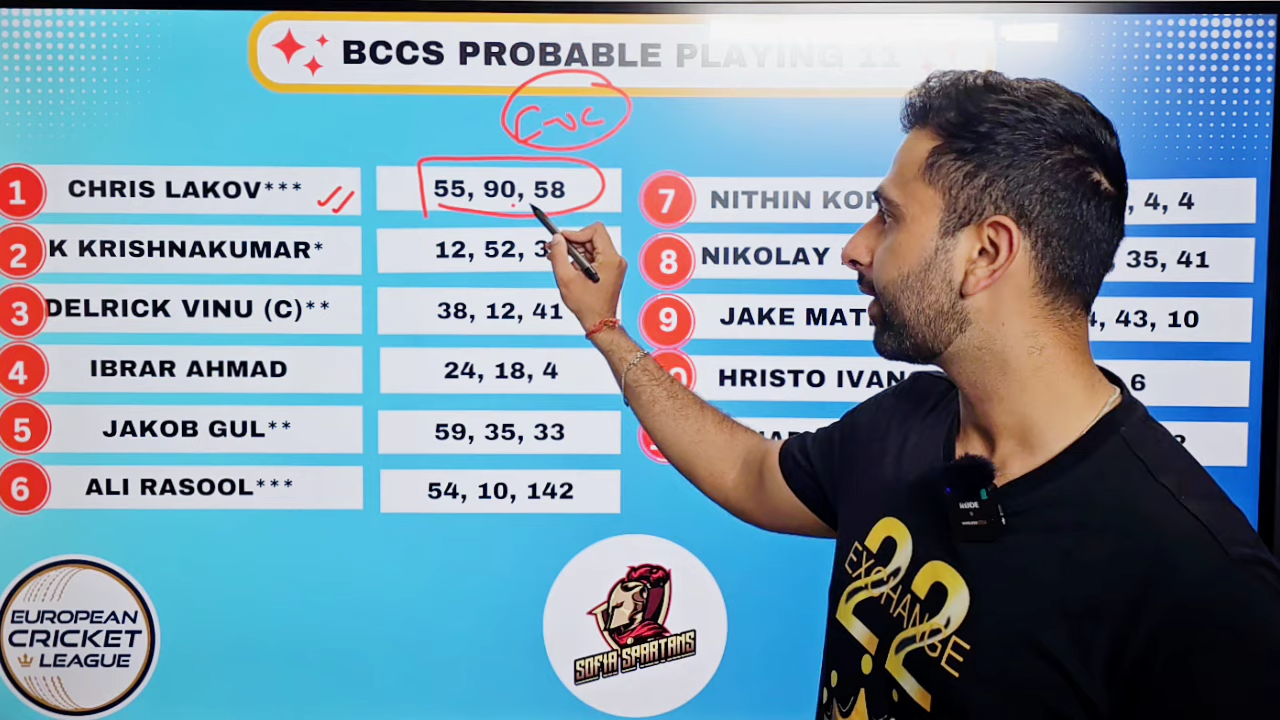 BCCS PROBABLE PLAYING 11
C VC
1 CHRIS LAKOV*** 55, 90, 58
2 K KRISHNAKUMAR* 12, 52, 3
3 DELRICK VINU (C)** 38, 12, 41
4 IBRAR AHMAD 24, 18, 4
5 JAKOB GUL** 59, 35, 33
6 ALI RASOOL*** 54, 10, 142
7 NITHIN , 4, 4
8 NIKOLAY 35, 41
9 JAKE , 43, 10
HRISTO 6
EUROPEAN
CRICKET
LEAGUE
SOFIA SPARTANS
22
EXCHANGE